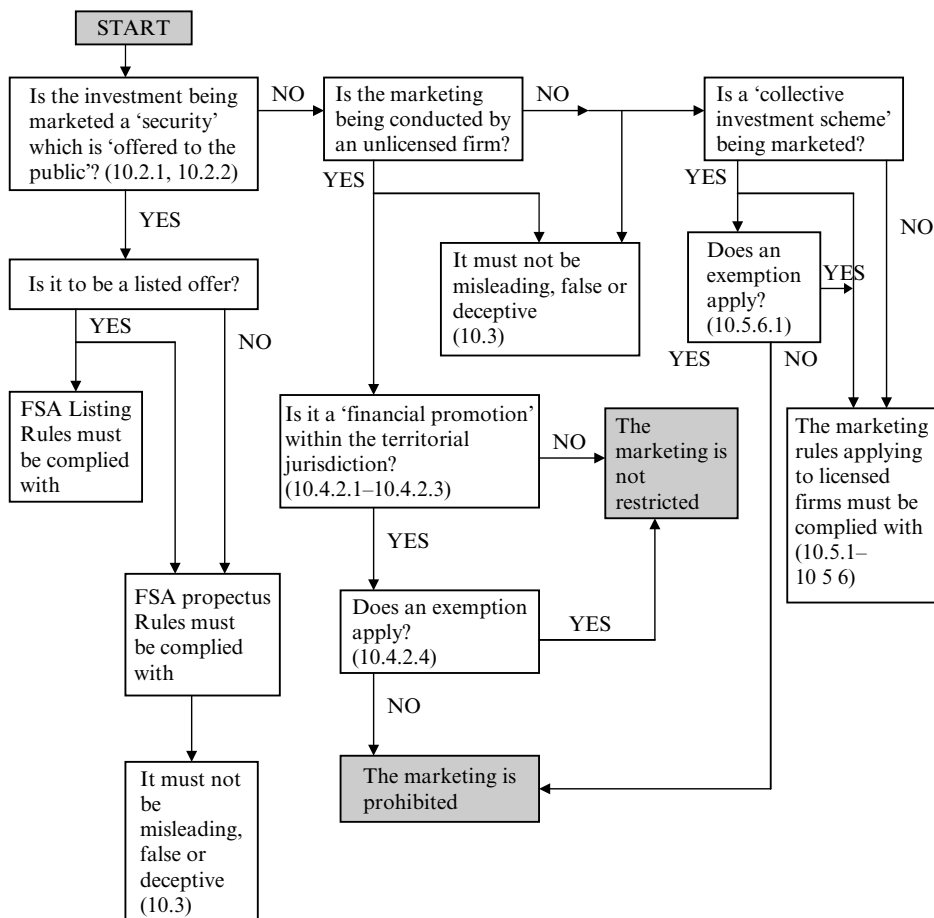 START
Is the investment being
marketed a ‘security’
which is ‘offered to the
public’? (10.2.1, 10.2.2)
NO
Is the marketing
being conducted by
an unlicensed firm?
NO
Is a ‘collective
investment scheme’
being marketed?
YES
YES
YES
NO
Is it to be a listed offer?
It must not be
misleading, false or
deceptive
(10.3)
Does an
exemption
apply?
(10.5.6.1)
YES
YES
NO
YES
NO
FSA Listing
Rules must
be complied
with
Is it a ‘financial promotion’
within the territorial
jurisdiction?
(10.4.2.1–10.4.2.3)
NO
The
marketing is
not
restricted
The marketing
rules applying
to licensed
firms must be
complied with
(10.5.1–
10 5 6)
YES
FSA propectus
Rules must
be complied
with
Does an exemption
apply?
(10.4.2.4)
YES
NO
It must not
be
misleading,
false or
deceptive
(10.3)
The marketing is
prohibited